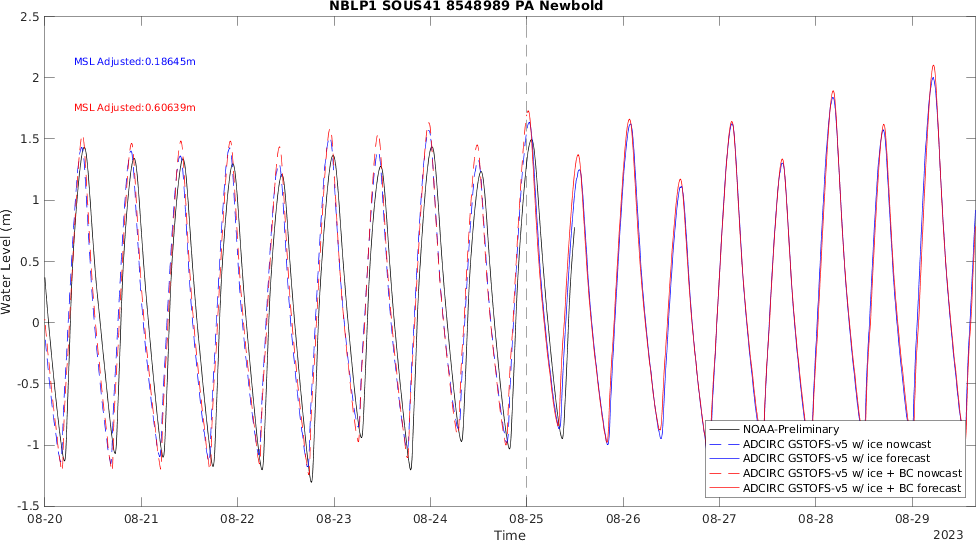 NBLP1 SOUS41 8548989 PA Newbold
2.5
2
1.5
1
0.5
0
-0.5
-1
-1.5
Water Level (m)
MSL Adjusted:0.18645m
MSL Adjusted:0.60639m
NOAA-Preliminary
ADCIRC GSTOFS-v5 w/ ice nowcast
ADCIRC GSTOFS-v5 w/ ice forecast
ADCIRC GSTOFS-v5 w/ ice + BC nowcast
ADCIRC GSTOFS-v5 w/ ice + BC forecast
08-20 08-21 08-22 08-23 08-24 08-25 08-26 08-27 08-28 08-29
Time
2023